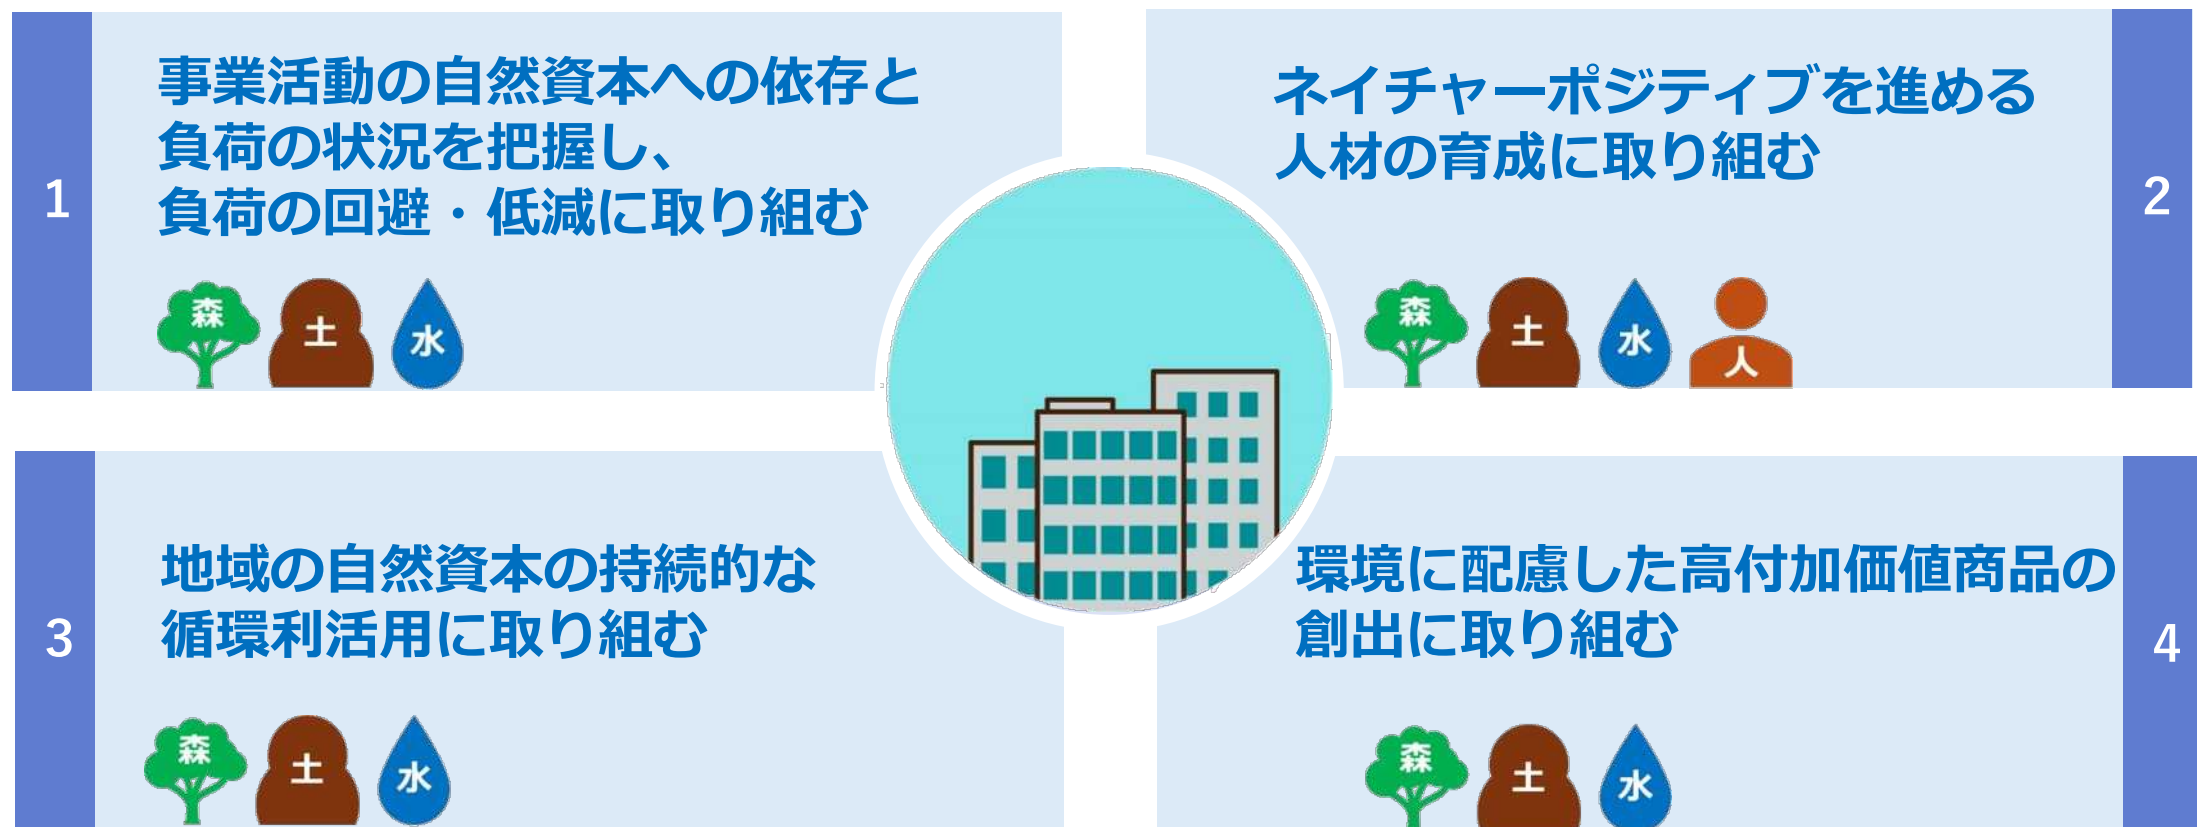 1
事業活動の自然資本への依存と
負荷の状況を把握し、
負荷の回避・低減に取り組む
森 土 水
2
ネイチャーポジティブを進める
人材の育成に取り組む
森 土 水 人
3
地域の自然資本の持続的な
循環利活用に取り組む
森 土 水
4
環境に配慮した高付加価値商品の
創出に取り組む
森 土 水